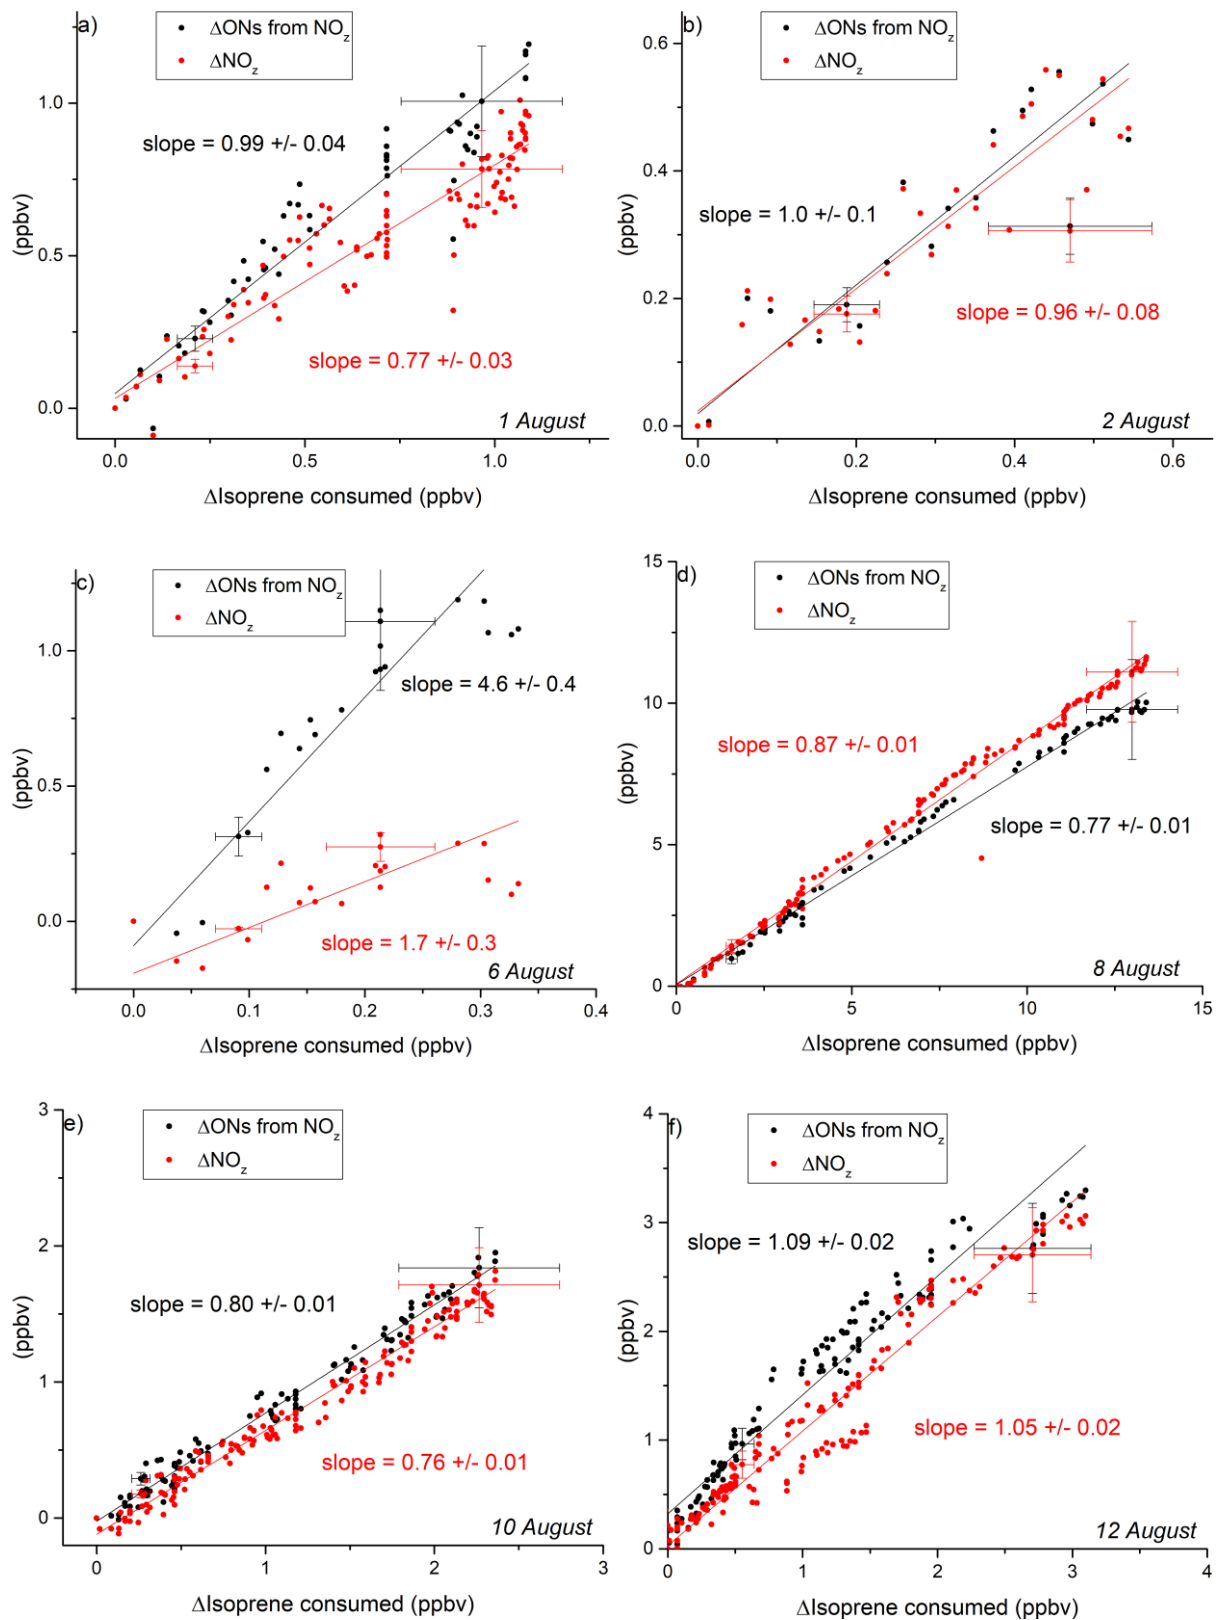 a)
ΔONs from NOz
ΔNOz
slope = 0.99 +/- 0.04
slope = 0.77 +/- 0.03
1 August
1.0
0.5
0.0
(ppbv)
0.0 0.5 1.0
ΔIsoprene consumed (ppbv)
b)
ΔONs from NOz
ΔNOz
slope = 1.0 +/- 0.1
slope = 0.96 +/- 0.08
2 August
0.6
0.4
0.2
0.0
(ppbv)
0.0 0.2 0.4 0.6
ΔIsoprene consumed (ppbv)
c)
ΔONs from NOz
ΔNOz
slope = 4.6 +/- 0.4
slope = 1.7 +/- 0.3
6 August
1.0
0.5
0.0
(ppbv)
0.0 0.1 0.2 0.3 0.4
ΔIsoprene consumed (ppbv)
d)
ΔONs from NOz
ΔNOz
slope = 0.87 +/- 0.01
slope = 0.77 +/- 0.01
8 August
15
10
5
0
(ppbv)
0 5 10 15
ΔIsoprene consumed (ppbv)
e)
ΔONs from NOz
ΔNOz
slope = 0.80 +/- 0.01
slope = 0.76 +/- 0.01
10 August
3
2
1
0
(ppbv)
0 1 2 3
ΔIsoprene consumed (ppbv)
f)
ΔONs from NOz
ΔNOz
slope = 1.09 +/- 0.02
slope = 1.05 +/- 0.02
12 August
4
3
2
1
0
(ppbv)
0 1 2 3 4
ΔIsoprene consumed (ppbv)